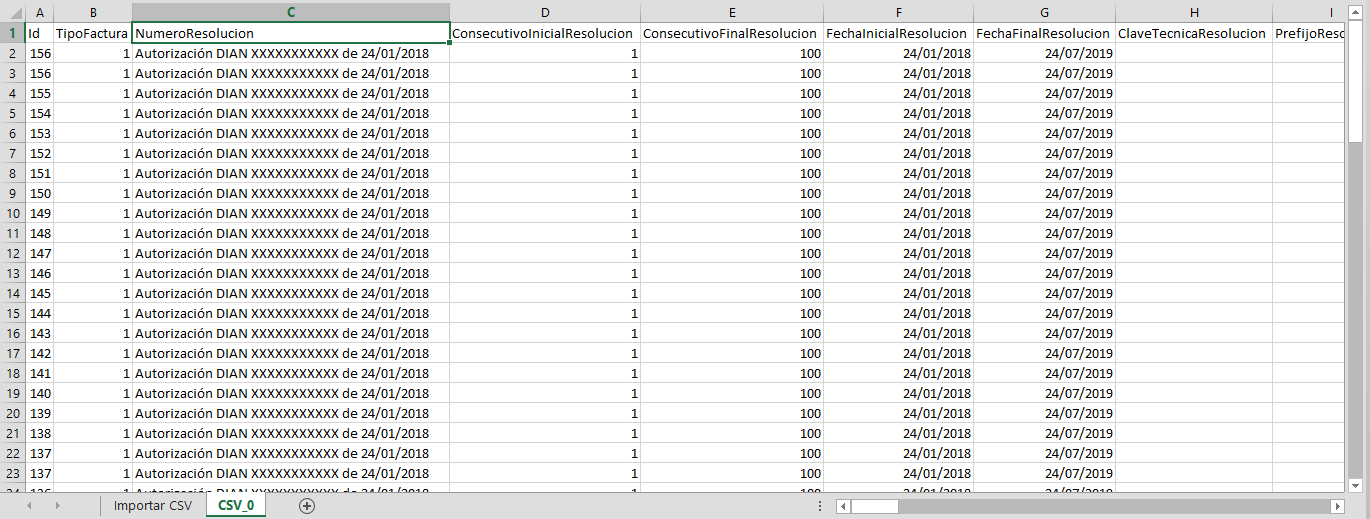 A B C D E F G H I
1 Id TipoFactura NumeroResolucion ConsecutivoInicialResolucion ConsecutivoFinalResolucion FechaInicialResolucion FechaFinalResolucion ClaveTecnicaResolucion PrefijoReso
2 156 1 Autorización DIAN XXXXXXXXXXX de 24/01/2018 1 100 24/01/2018 24/07/2019
3 156 1 Autorización DIAN XXXXXXXXXXX de 24/01/2018 1 100 24/01/2018 24/07/2019
4 155 1 Autorización DIAN XXXXXXXXXXX de 24/01/2018 1 100 24/01/2018 24/07/2019
5 154 1 Autorización DIAN XXXXXXXXXXX de 24/01/2018 1 100 24/01/2018 24/07/2019
6 153 1 Autorización DIAN XXXXXXXXXXX de 24/01/2018 1 100 24/01/2018 24/07/2019
7 152 1 Autorización DIAN XXXXXXXXXXX de 24/01/2018 1 100 24/01/2018 24/07/2019
8 151 1 Autorización DIAN XXXXXXXXXXX de 24/01/2018 1 100 24/01/2018 24/07/2019
9 150 1 Autorización DIAN XXXXXXXXXXX de 24/01/2018 1 100 24/01/2018 24/07/2019
10 149 1 Autorización DIAN XXXXXXXXXXX de 24/01/2018 1 100 24/01/2018 24/07/2019
11 148 1 Autorización DIAN XXXXXXXXXXX de 24/01/2018 1 100 24/01/2018 24/07/2019
12 147 1 Autorización DIAN XXXXXXXXXXX de 24/01/2018 1 100 24/01/2018 24/07/2019
13 146 1 Autorización DIAN XXXXXXXXXXX de 24/01/2018 1 100 24/01/2018 24/07/2019
14 145 1 Autorización DIAN XXXXXXXXXXX de 24/01/2018 1 100 24/01/2018 24/07/2019
15 144 1 Autorización DIAN XXXXXXXXXXX de 24/01/2018 1 100 24/01/2018 24/07/2019
16 143 1 Autorización DIAN XXXXXXXXXXX de 24/01/2018 1 100 24/01/2018 24/07/2019
17 142 1 Autorización DIAN XXXXXXXXXXX de 24/01/2018 1 100 24/01/2018 24/07/2019
18 141 1 Autorización DIAN XXXXXXXXXXX de 24/01/2018 1 100 24/01/2018 24/07/2019
19 140 1 Autorización DIAN XXXXXXXXXXX de 24/01/2018 1 100 24/01/2018 24/07/2019
20 139 1 Autorización DIAN XXXXXXXXXXX de 24/01/2018 1 100 24/01/2018 24/07/2019
21 138 1 Autorización DIAN XXXXXXXXXXX de 24/01/2018 1 100 24/01/2018 24/07/2019
22 137 1 Autorización DIAN XXXXXXXXXXX de 24/01/2018 1 100 24/01/2018 24/07/2019
23 137 1 Autorización DIAN XXXXXXXXXXX de 24/01/2018 1 100 24/01/2018 24/07/2019
Importar CSV CSV_0